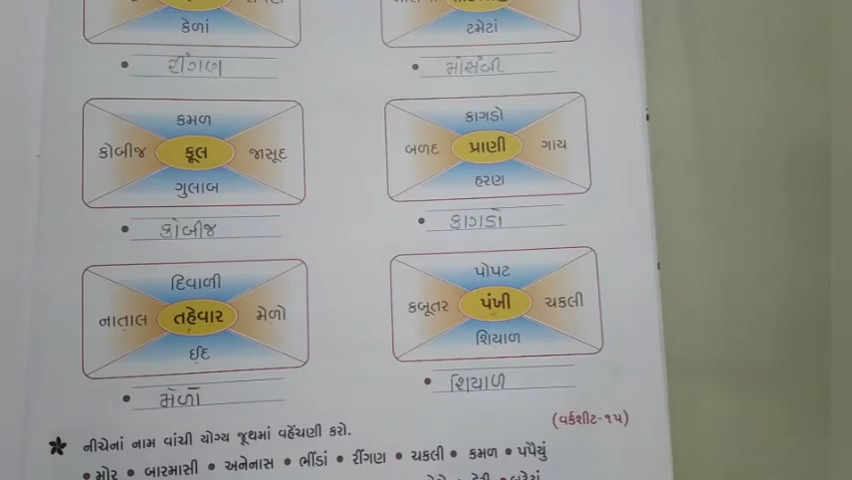 કેળાં
ટમેટાં
રીંગણ
મોસંબી
કમળ
કોબીજ ફૂલ જાસૂદ
ગુલાબ
કોબીજ
કાગડો
બળદ પ્રાણી ગાય
હરણ
કાગડો
દિવાળી
નાતાલ તહેવાર મેળો
ઈદ
મેળો
પોપટ
કબૂતર પંખી ચકલી
શિયાળ
શિયાળ
(વર્કશીટ-૧૫)
નીચેનાં નામ વાંચી યોગ્ય જૂથમાં વહેંચણી કરો.
• મોર • બારમાસી • અનેનાસ • ભીંડાં • રીંગણ • ચકલી • કમળ • પપૈયું